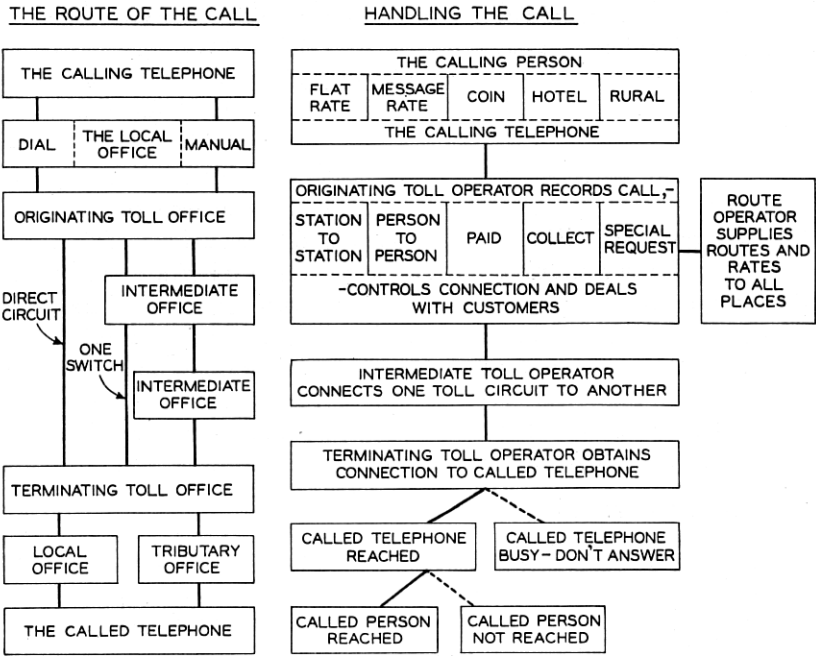 THE ROUTE OF THE CALL
THE CALLING TELEPHONE
DIAL
THE LOCAL
OFFICE
MANUAL
ORIGINATING TOLL OFFICE
DIRECT
CIRCUIT
INTERMEDIATE
OFFICE
ONE
SWITCH
INTERMEDIATE
OFFICE
TERMINATING TOLL OFFICE
LOCAL
OFFICE
TRIBUTARY
OFFICE
THE CALLED TELEPHONE
HANDLING THE CALL
THE CALLING PERSON
FLAT
RATE
MESSAGE
RATE
COIN
HOTEL
RURAL
THE CALLING TELEPHONE
ORIGINATING TOLL OPERATOR RECORDS CALL,-
STATION
TO
STATION
PERSON
TO
PERSON
PAID
COLLECT
SPECIAL
REQUEST
-CONTROLS CONNECTION AND DEALS
WITH CUSTOMERS
ROUTE
OPERATOR
SUPPLIES
ROUTES AND
RATES
TO ALL
PLACES
INTERMEDIATE TOLL OPERATOR
CONNECTS ONE TOLL CIRCUIT TO ANOTHER
TERMINATING TOLL OPERATOR OBTAINS
CONNECTION TO CALLED TELEPHONE
CALLED TELEPHONE
REACHED
CALLED TELEPHONE
BUSY-DON'T ANSWER
CALLED PERSON
REACHED
CALLED PERSON
NOT REACHED